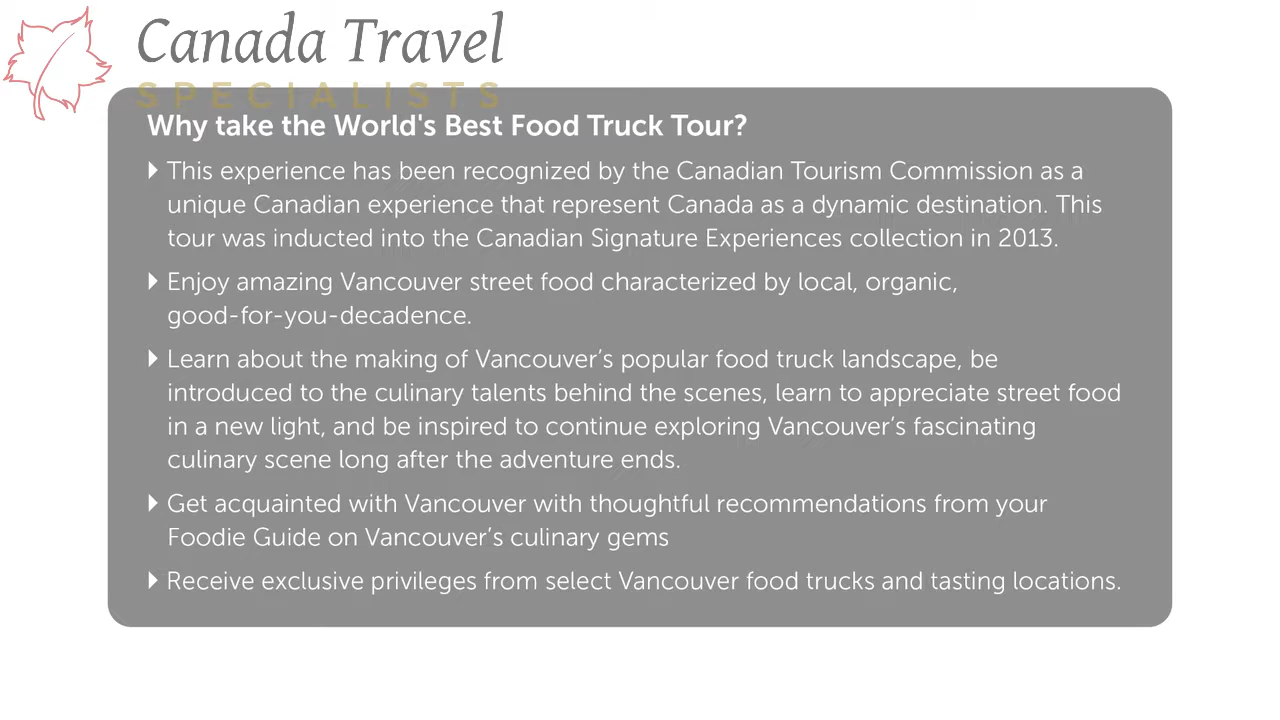 Canada Travel
SPECIALISTS
Why take the World's Best Food Truck Tour?
This experience has been recognized by the Canadian Tourism Commission as a
unique Canadian experience that represent Canada as a dynamic destination. This
tour was inducted into the Canadian Signature Experiences collection in 2013.
Enjoy amazing Vancouver street food characterized by local, organic,
good-for-you-decadence.
Learn about the making of Vancouver’s popular food truck landscape, be
introduced to the culinary talents behind the scenes, learn to appreciate street food
in a new light, and be inspired to continue exploring Vancouver’s fascinating
culinary scene long after the adventure ends.
Get acquainted with Vancouver with thoughtful recommendations from your
Foodie Guide on Vancouver’s culinary gems
Receive exclusive privileges from select Vancouver food trucks and tasting locations.